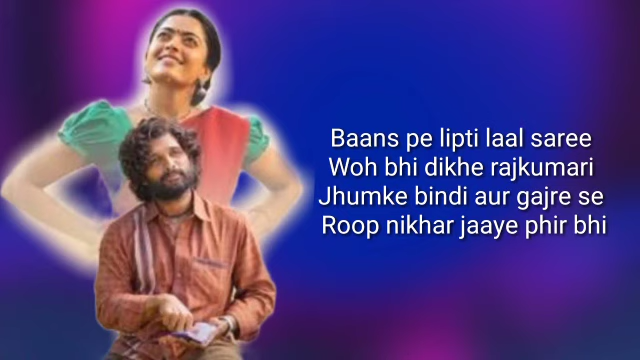 Baans pe lipti laal saree
Woh bhi dikhe rajkumari
Jhumke bindi aur gajre se
Roop nikhar jaaye phir bhi